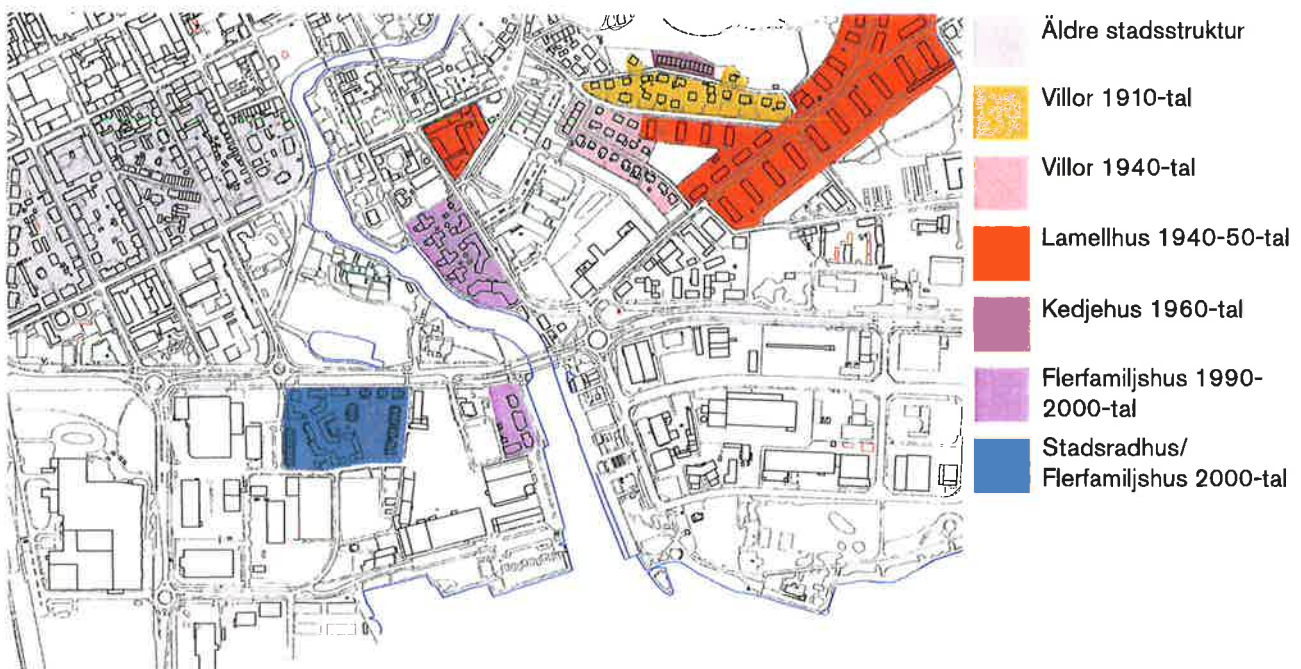 Äldre stadsstruktur
Villor 1910-tal
Villor 1940-tal
Lamellhus 1940-50-tal
Kedjehus 1960-tal
Flerfamiljshus 1990-
2000-tal
Stadsradhus/
Flerfamiljshus 2000-tal